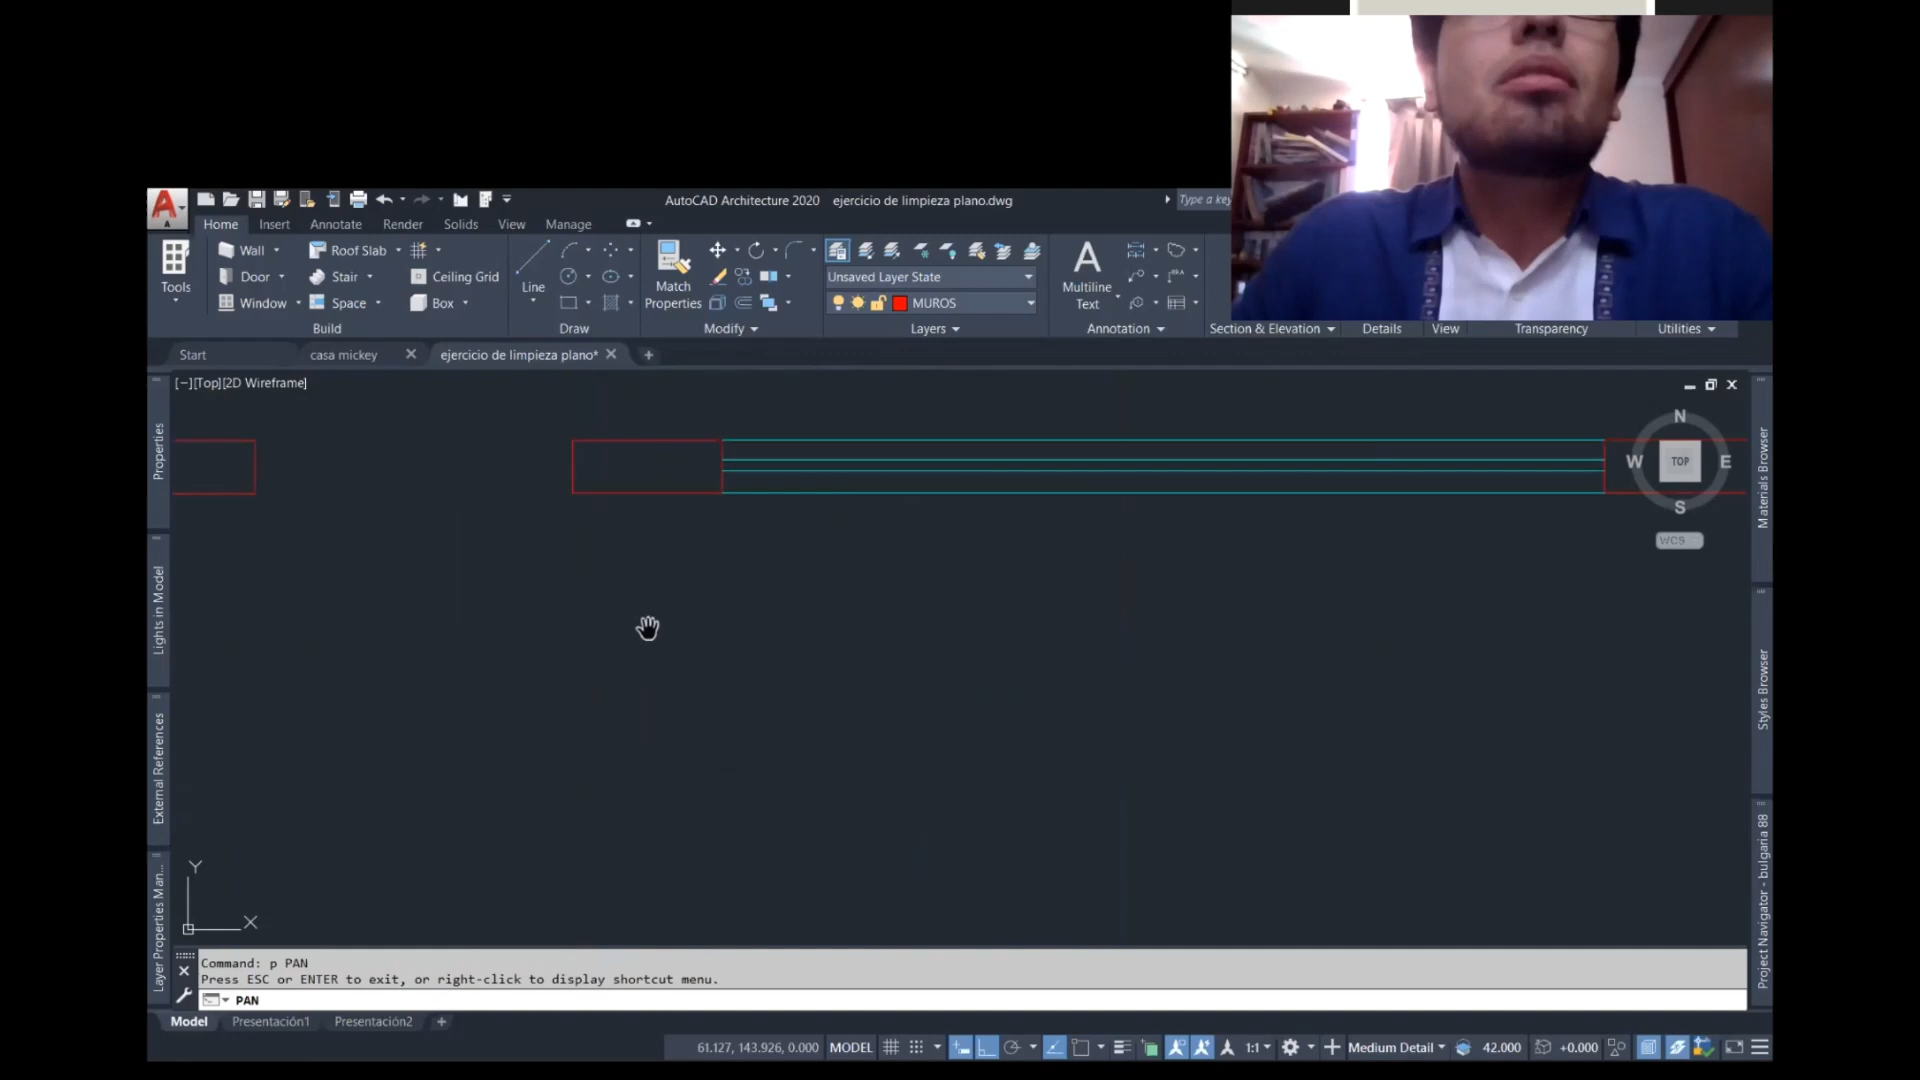 AutoCAD Architecture 2020 ejercicio de limpieza plano.dwg
Type a key
Home Insert Annotate Render Solids View Manage
Tools
Wall
Door
Window
Roof Slab
Stair
Space
Ceiling Grid
Box
Build
Line
Draw
Match
Properties
Modify
Unsaved Layer State
MUROS
Layers
A
Multiline
Text
Annotation
Section & Elevation
Details
View
Transparency
Utilities
Start
casa mickey
ejercicio de limpieza plano*
[−][Top][2D Wireframe]
N
W TOP E
S
WCS
Properties
Lights in Model
External References
Layer Properties Man...
Materials Browser
Styles Browser
Project Navigator - bulgaria 88
Y
X
Command: p PAN
Press ESC or ENTER to exit, or right-click to display shortcut menu.
PAN
Model Presentación1 Presentación2
61.127, 143.926, 0.000 MODEL 1:1 Medium Detail 42.000 +0.000